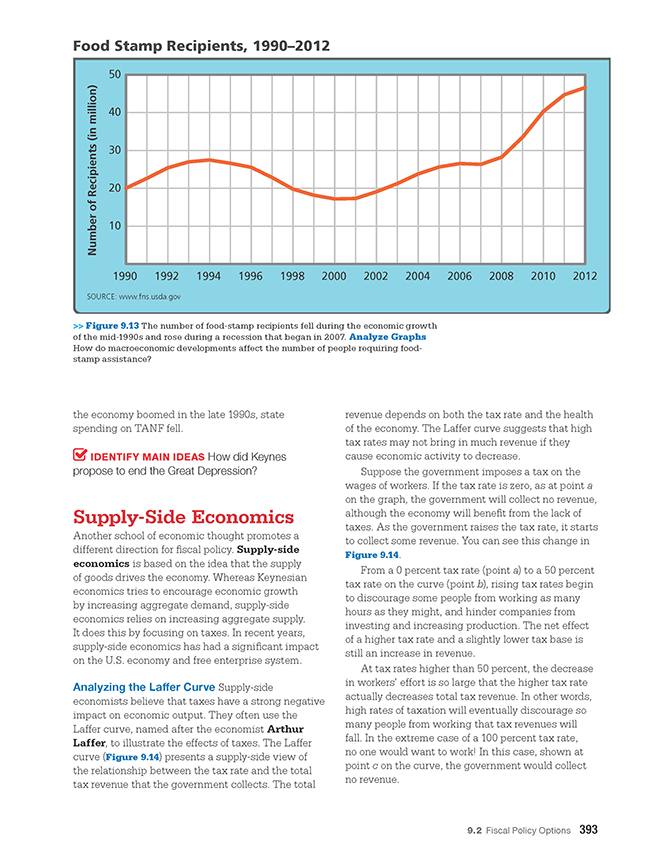 Food Stamp Recipients, 1990–2012
Number of Recipients (in million)
50
40
30
20
10
1990 1992 1994 1996 1998 2000 2002 2004 2006 2008 2010 2012
SOURCE: www.fns.usda.gov
>> Figure 9.13 The number of food-stamp recipients fell during the economic growth
of the mid-1990s and rose during a recession that began in 2007. Analyze Graphs
How do macroeconomic developments affect the number of people requiring food-
stamp assistance?
the economy boomed in the late 1990s, state
spending on TANF fell.
IDENTIFY MAIN IDEAS How did Keynes
propose to end the Great Depression?
Supply-Side Economics
Another school of economic thought promotes a
different direction for fiscal policy. Supply-side
economics is based on the idea that the supply
of goods drives the economy. Whereas Keynesian
economics tries to encourage economic growth
by increasing aggregate demand, supply-side
economics relies on increasing aggregate supply.
It does this by focusing on taxes. In recent years,
supply-side economics has had a significant impact
on the U.S. economy and free enterprise system.
Analyzing the Laffer Curve Supply-side
economists believe that taxes have a strong negative
impact on economic output. They often use the
Laffer curve, named after the economist Arthur
Laffer, to illustrate the effects of taxes. The Laffer
curve (Figure 9.14) presents a supply-side view of
the relationship between the tax rate and the total
tax revenue that the government collects. The total
revenue depends on both the tax rate and the health
of the economy. The Laffer curve suggests that high
tax rates may not bring in much revenue if they
cause economic activity to decrease.
Suppose the government imposes a tax on the
wages of workers. If the tax rate is zero, as at point a
on the graph, the government will collect no revenue,
although the economy will benefit from the lack of
taxes. As the government raises the tax rate, it starts
to collect some revenue. You can see this change in
Figure 9.14.
From a 0 percent tax rate (point a) to a 50 percent
tax rate on the curve (point b), rising tax rates begin
to discourage some people from working as many
hours as they might, and hinder companies from
investing and increasing production. The net effect
of a higher tax rate and a slightly lower tax base is
still an increase in revenue.
At tax rates higher than 50 percent, the decrease
in workers' effort is so large that the higher tax rate
actually decreases total tax revenue. In other words,
high rates of taxation will eventually discourage so
many people from working that tax revenues will
fall. In the extreme case of a 100 percent tax rate,
no one would want to work! In this case, shown at
point c on the curve, the government would collect
no revenue.
9.2 Fiscal Policy Options 393